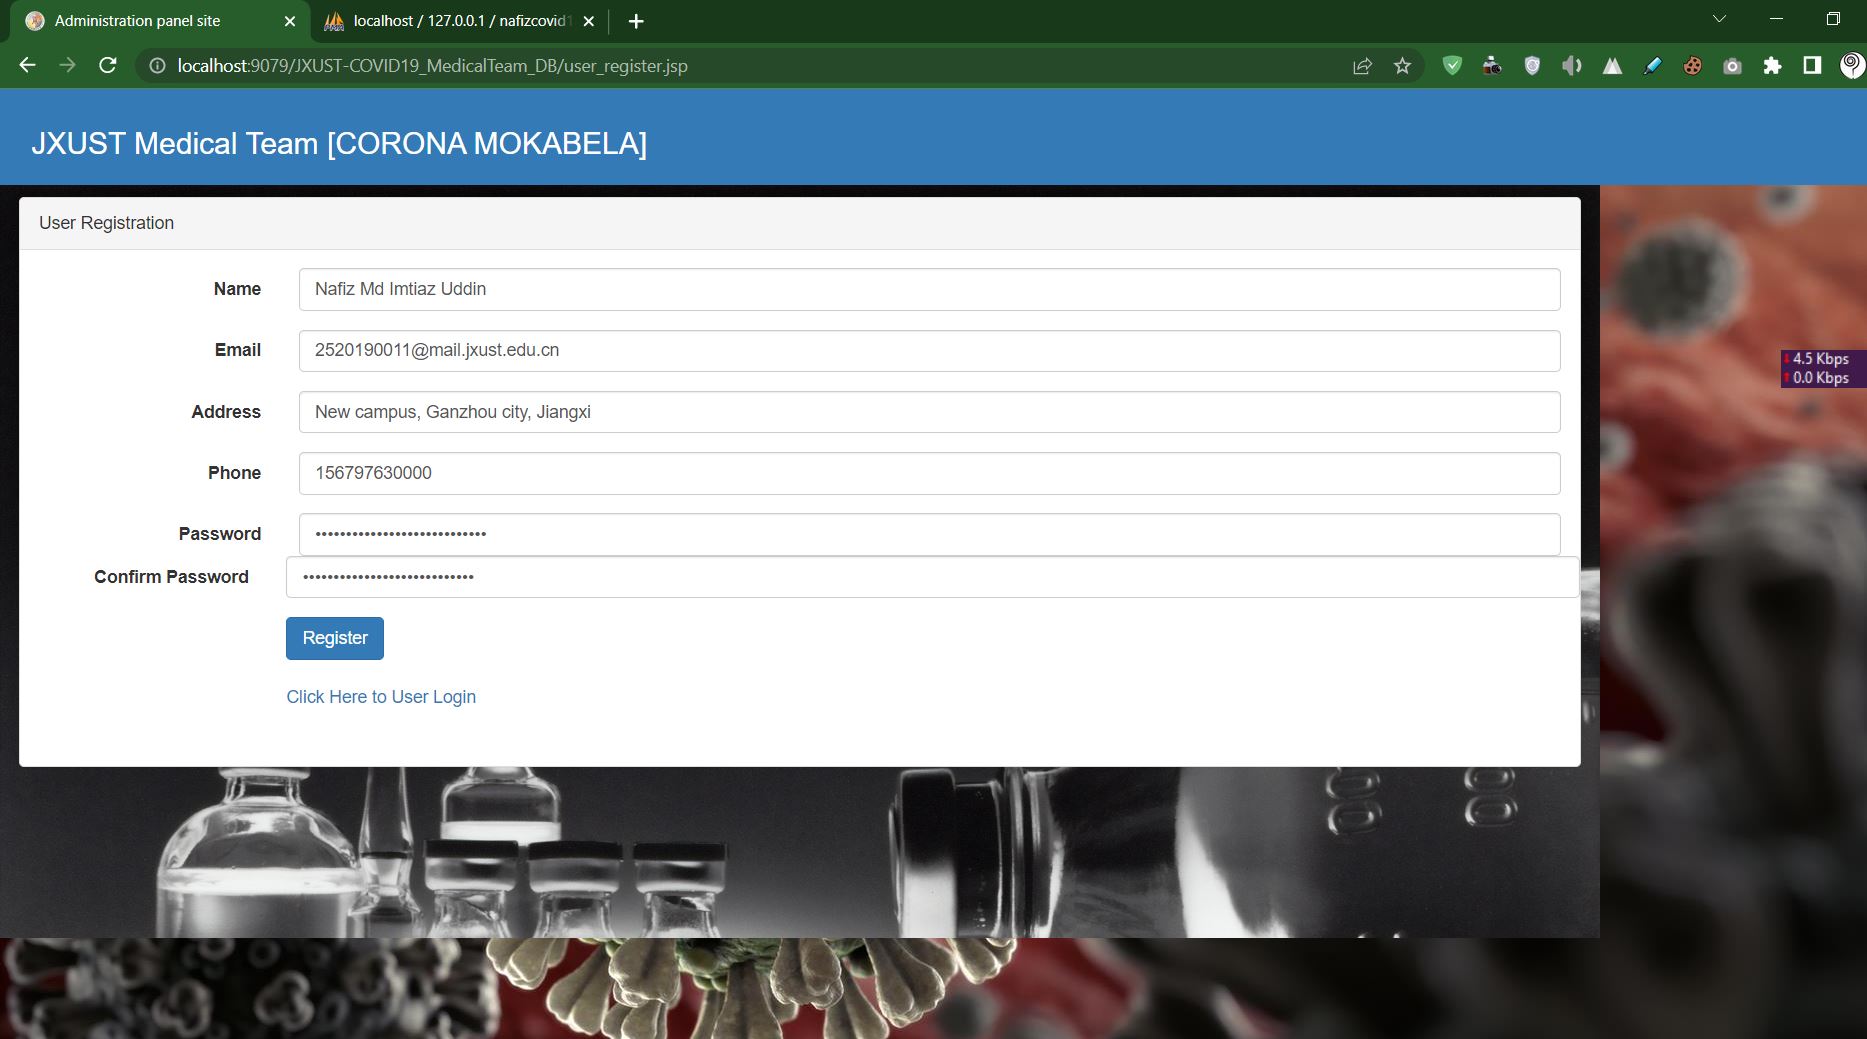 Administration panel site
localhost / 127.0.0.1 / nafizcovid1
localhost:9079/JXUST-COVID19_MedicalTeam_DB/user_register.jsp
JXUST Medical Team [CORONA MOKABELA]
User Registration
Name Nafiz Md Imtiaz Uddin
Email 2520190011@mail.jxust.edu.cn
4.5 Kbps
0.0 Kbps
Address New campus, Ganzhou city, Jiangxi
Phone 156797630000
Password
Confirm Password
Register
Click Here to User Login